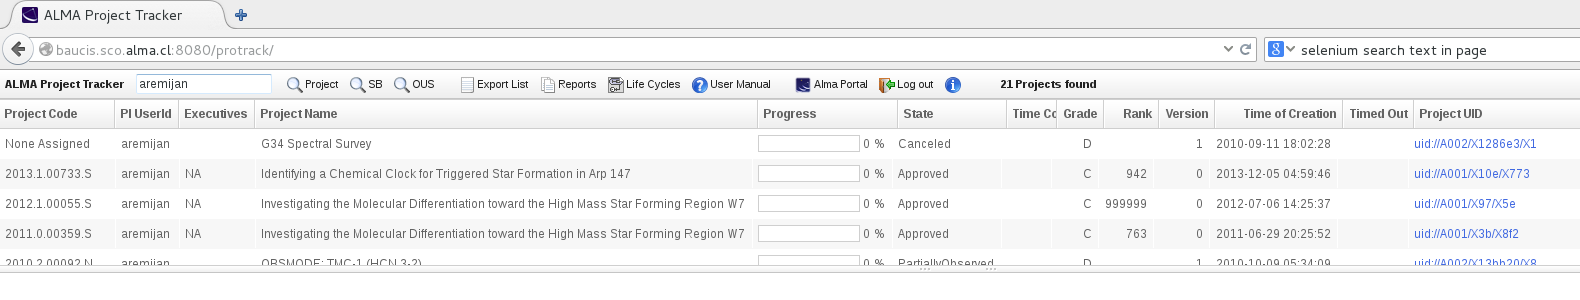 ALMA Project Tracker
baucis.sco.alma.cl:8080/protrack/ selenium search text in page
ALMA Project Tracker aremijan Project SB OUS Export List Reports Life Cycles User Manual Alma Portal Log out 21 Projects found
Project Code PI UserId Executives Project Name Progress State Time Co Grade Rank Version Time of Creation Timed Out Project UID
None Assigned aremijan G34 Spectral Survey 0 % Canceled D 1 2010-09-11 18:02:28 uid://A002/X1286e3/X1
2013.1.00733.S aremijan NA Identifying a Chemical Clock for Triggered Star Formation in Arp 147 0 % Approved C 942 0 2013-12-05 04:59:46 uid://A001/X10e/X773
2012.1.00055.S aremijan NA Investigating the Molecular Differentiation toward the High Mass Star Forming Region W7 0 % Approved C 999999 0 2012-07-06 14:25:37 uid://A001/X97/X5e
2011.0.00359.S aremijan NA Investigating the Molecular Differentiation toward the High Mass Star Forming Region W7 0 % Approved C 763 0 2011-06-29 20:25:52 uid://A001/X3b/X8f2
2010.2.00092.N aremijan OBSMODE: TMC-1 (HCN 3-2) 0 % PartiallyObserved D 1 2010-10-09 05:34:09